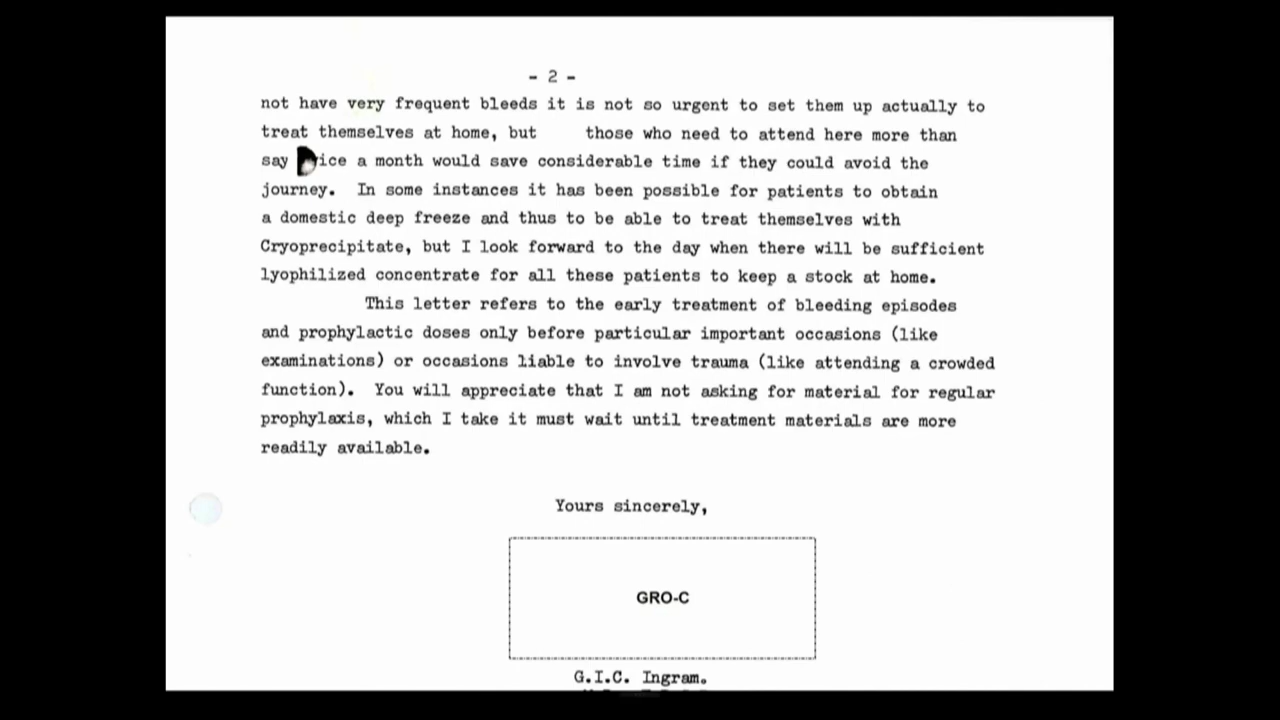 - 2 -
not have very frequent bleeds it is not so urgent to set them up actually to
treat themselves at home, but those who need to attend here more than
say a month would save considerable time if they could avoid the
journey. In some instances it has been possible for patients to obtain
a domestic deep freeze and thus to be able to treat themselves with
Cryoprecipitate, but I look forward to the day when there will be sufficient
lyophilized concentrate for all these patients to keep a stock at home.
This letter refers to the early treatment of bleeding episodes
and prophylactic doses only before particular important occasions (like
examinations) or occasions liable to involve trauma (like attending a crowded
function). You will appreciate that I am not asking for material for regular
prophylaxis, which I take it must wait until treatment materials are more
readily available.
Yours sincerely,
GRO-C
G.I.C. Ingram.